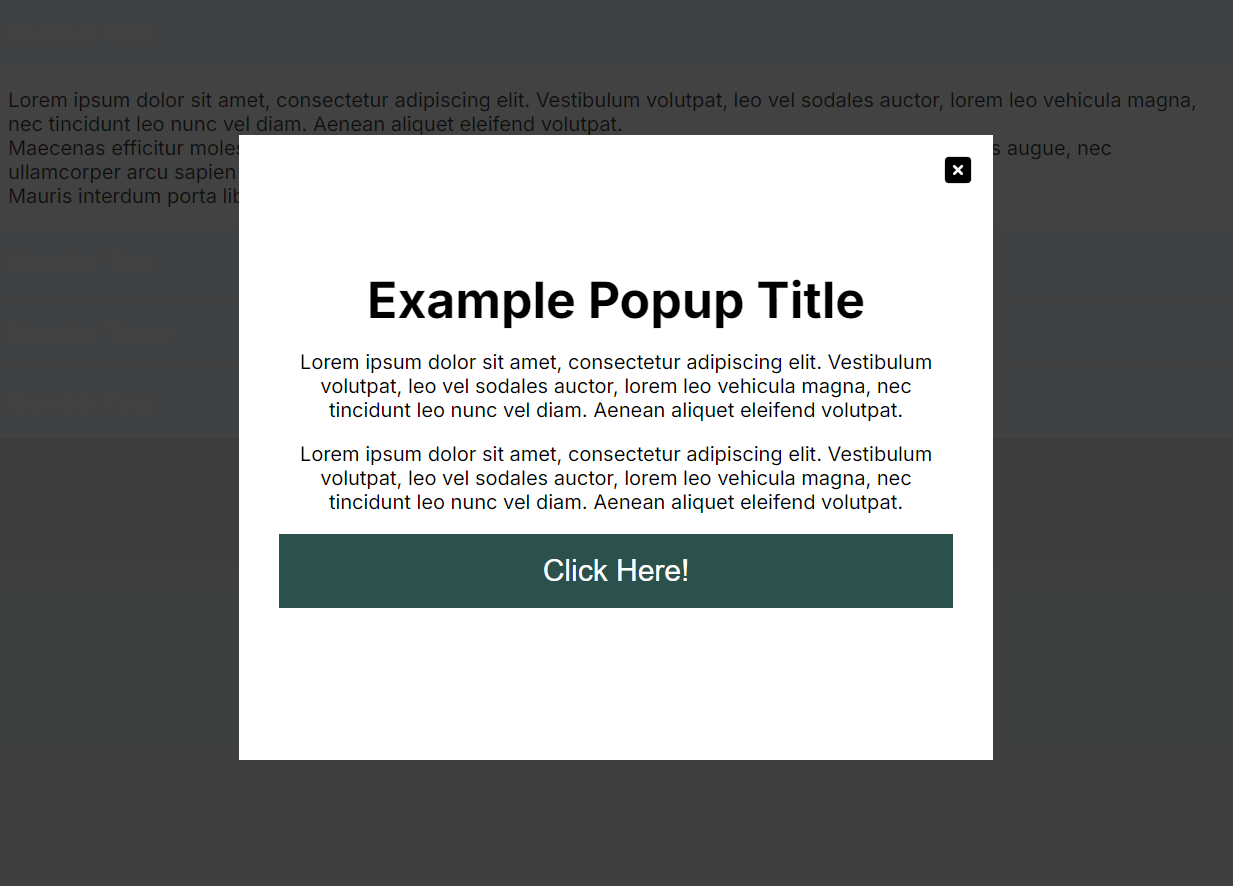 Lorem ipsum dolor sit amet, consectetur adipiscing elit. Vestibulum volutpat, leo vel sodales auctor, lorem leo vehicula magna,
nec tincidunt leo nunc vel diam. Aenean aliquet eleifend volutpat.
Maecenas efficitur augue, nec
ullamcorper arcu sapien
Mauris interdum porta
Example Popup Title
Lorem ipsum dolor sit amet, consectetur adipiscing elit. Vestibulum
volutpat, leo vel sodales auctor, lorem leo vehicula magna, nec
tincidunt leo nunc vel diam. Aenean aliquet eleifend volutpat.
Lorem ipsum dolor sit amet, consectetur adipiscing elit. Vestibulum
volutpat, leo vel sodales auctor, lorem leo vehicula magna, nec
tincidunt leo nunc vel diam. Aenean aliquet eleifend volutpat.
Click Here!